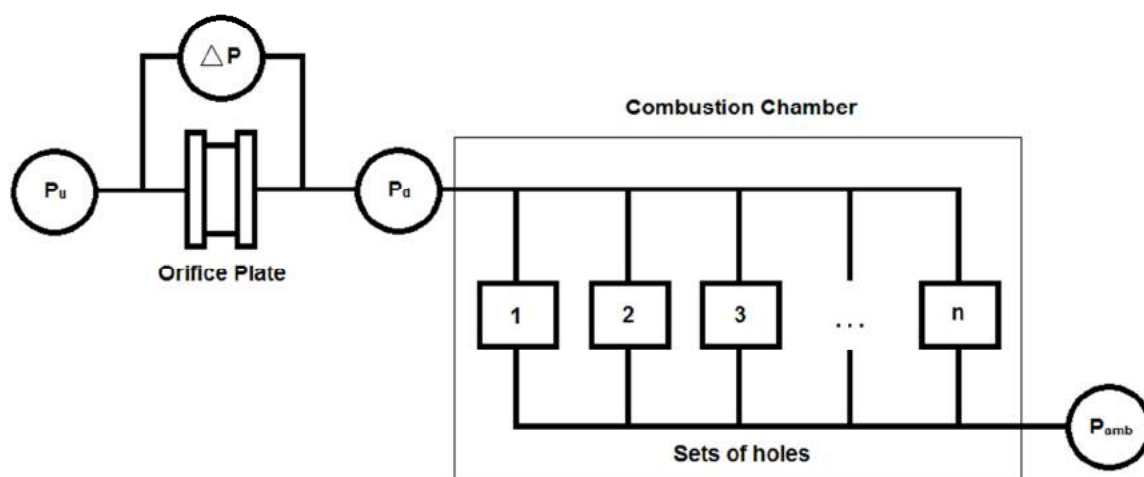 △P
Combustion Chamber
Pu
Pd
Orifice Plate
1
2
3
...
n
Pamb
Sets of holes